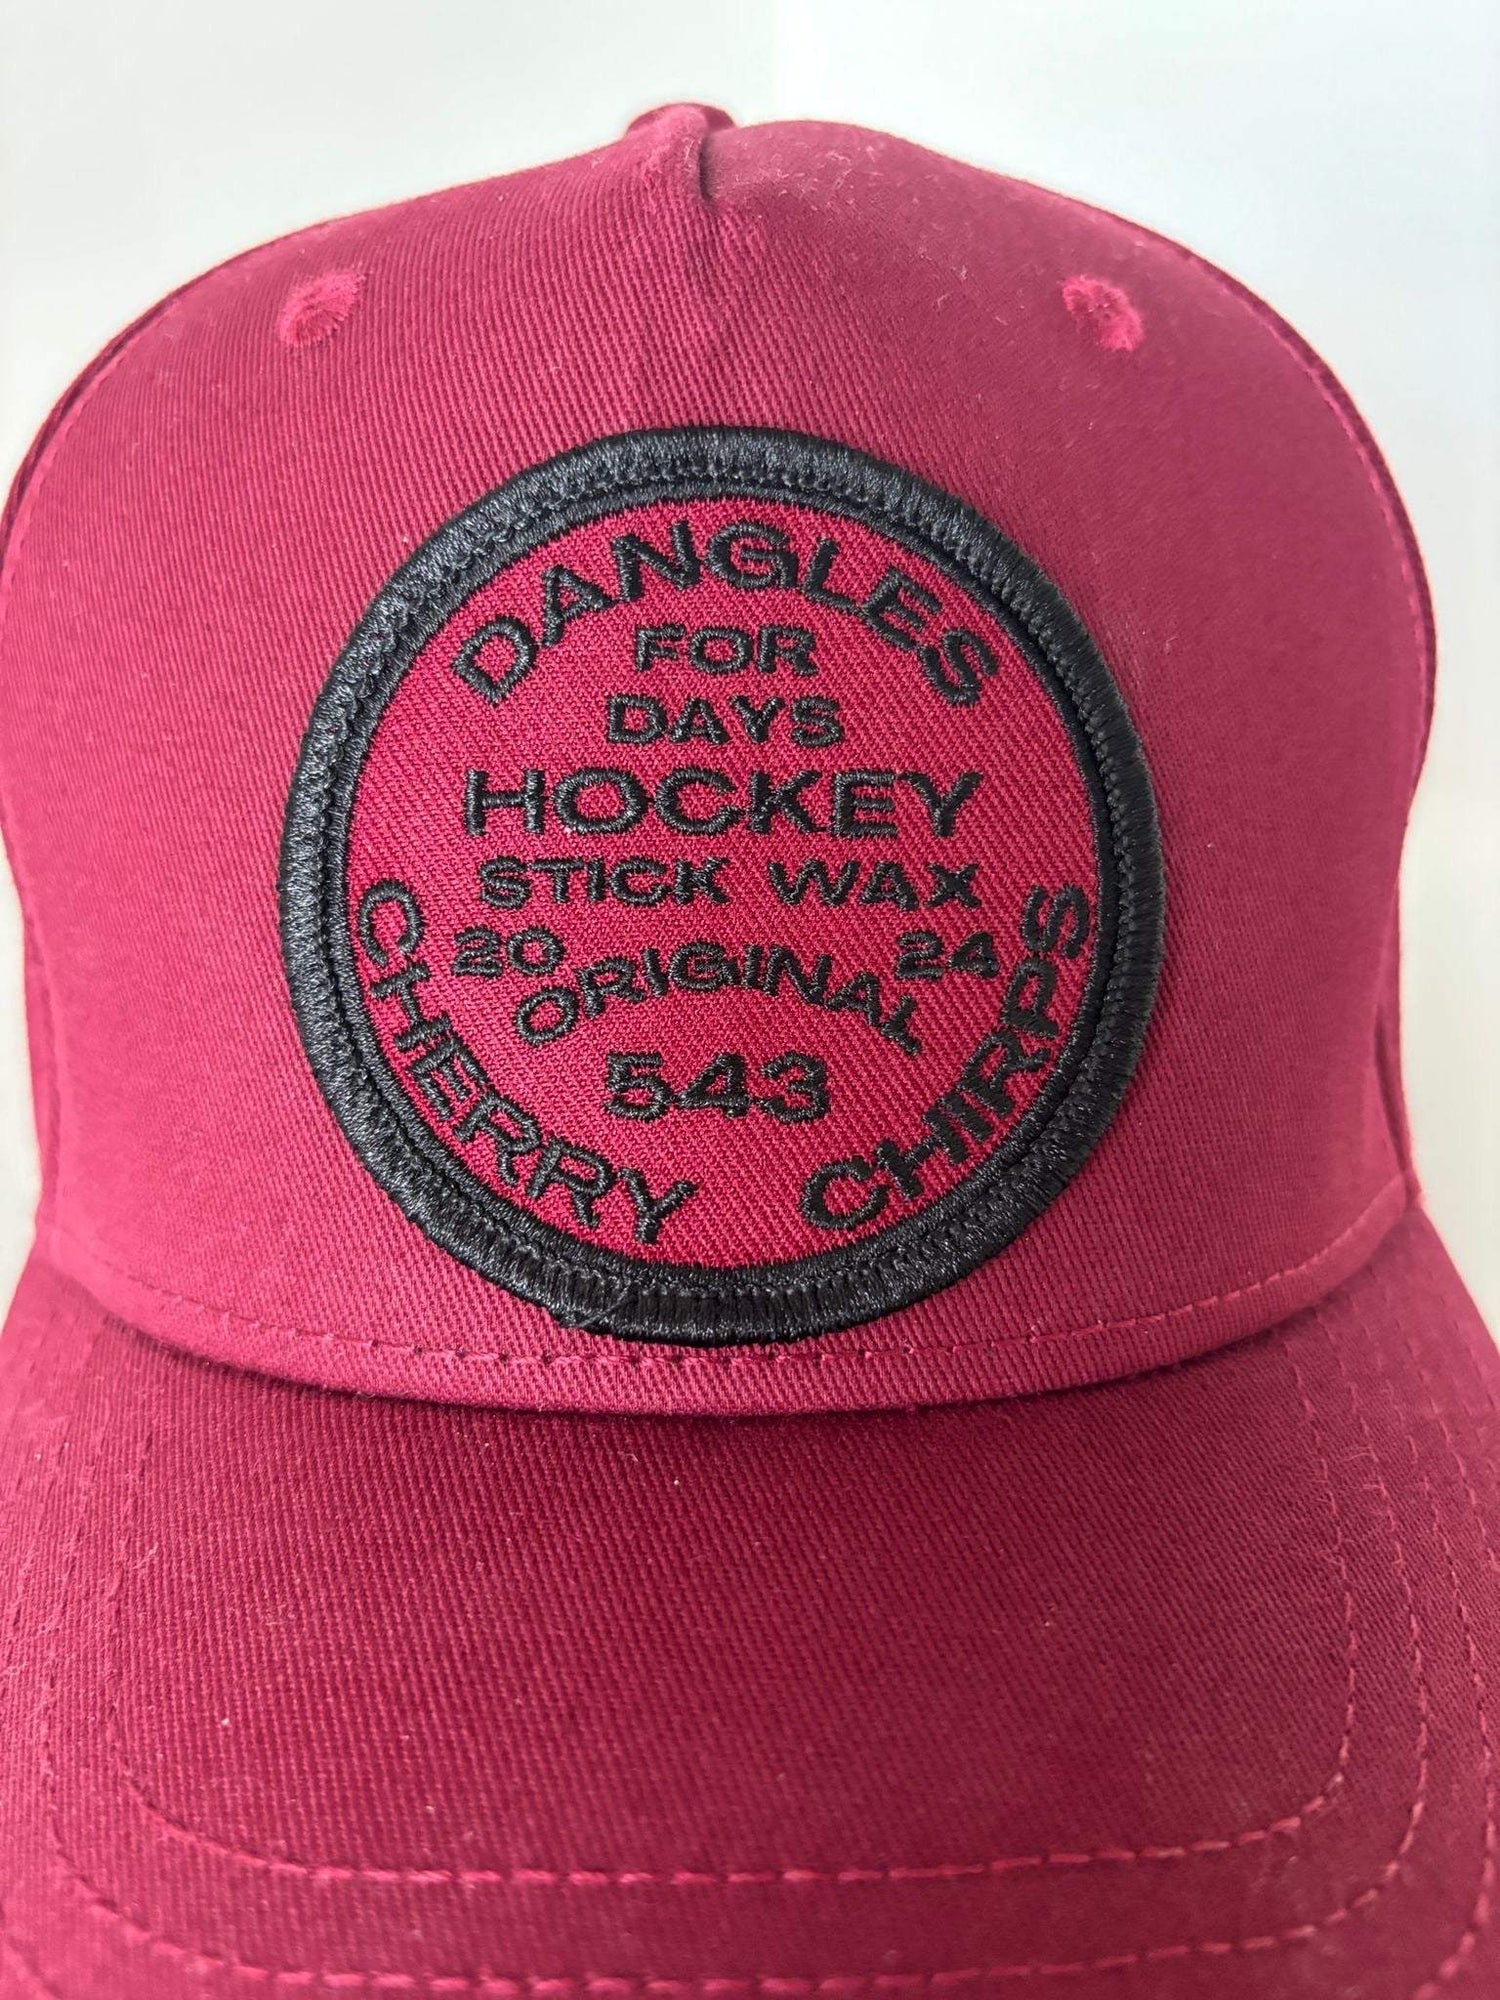 DANGLES
FOR
DAYS
HOCKEY
STICK WAX
20 24
ORIGINAL
543
CHERRY CHIRPS